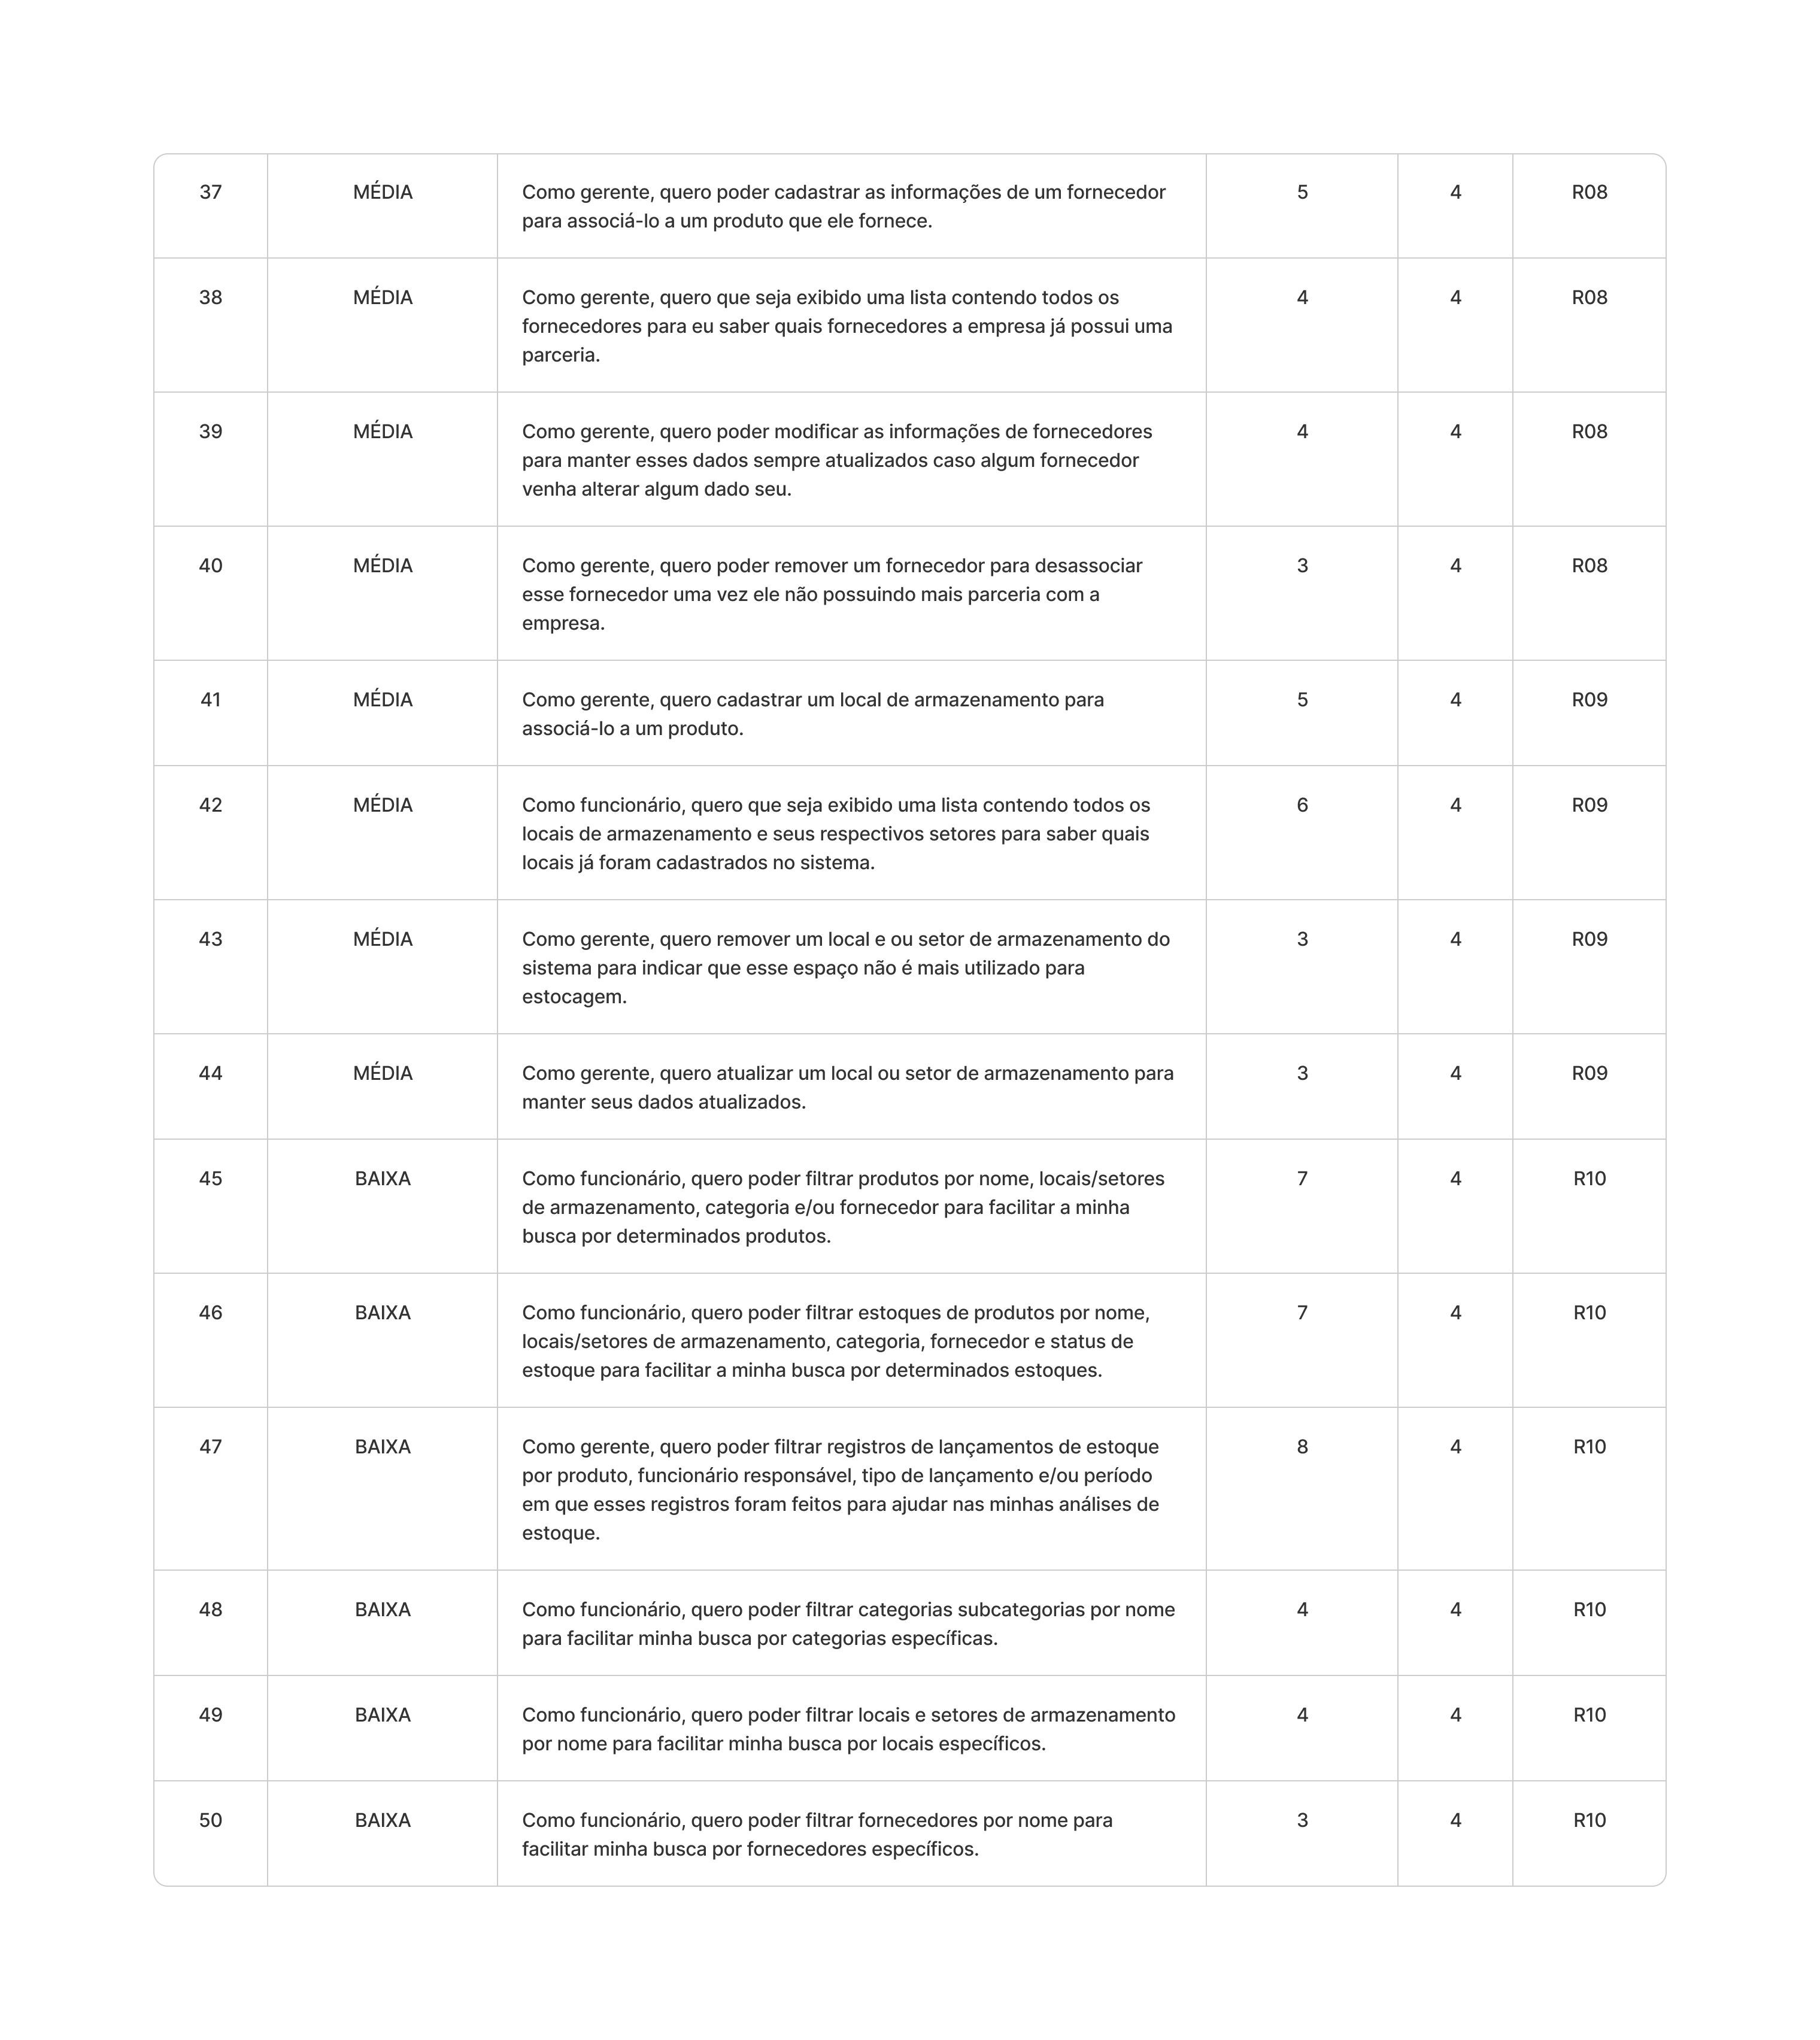 37 MÉDIA Como gerente, quero poder cadastrar as informações de um fornecedor 5 4 R08
para associá-lo a um produto que ele fornece.
38 MÉDIA Como gerente, quero que seja exibido uma lista contendo todos os 4 4 R08
fornecedores para eu saber quais fornecedores a empresa já possui uma
parceria.
39 MÉDIA Como gerente, quero poder modificar as informações de fornecedores 4 4 R08
para manter esses dados sempre atualizados caso algum fornecedor
venha alterar algum dado seu.
40 MÉDIA Como gerente, quero poder remover um fornecedor para desassociar 3 4 R08
esse fornecedor uma vez ele não possuindo mais parceria com a
empresa.
41 MÉDIA Como gerente, quero cadastrar um local de armazenamento para 5 4 R09
associá-lo a um produto.
42 MÉDIA Como funcionário, quero que seja exibido uma lista contendo todos os 6 4 R09
locais de armazenamento e seus respectivos setores para saber quais
locais já foram cadastrados no sistema.
43 MÉDIA Como gerente, quero remover um local e ou setor de armazenamento do 3 4 R09
sistema para indicar que esse espaço não é mais utilizado para
estocagem.
44 MÉDIA Como gerente, quero atualizar um local ou setor de armazenamento para 3 4 R09
manter seus dados atualizados.
45 BAIXA Como funcionário, quero poder filtrar produtos por nome, locais/setores 7 4 R10
de armazenamento, categoria e/ou fornecedor para facilitar a minha
busca por determinados produtos.
46 BAIXA Como funcionário, quero poder filtrar estoques de produtos por nome, 7 4 R10
locais/setores de armazenamento, categoria, fornecedor e status de
estoque para facilitar a minha busca por determinados estoques.
47 BAIXA Como gerente, quero poder filtrar registros de lançamentos de estoque 8 4 R10
por produto, funcionário responsável, tipo de lançamento e/ou período
em que esses registros foram feitos para ajudar nas minhas análises de
estoque.
48 BAIXA Como funcionário, quero poder filtrar categorias subcategorias por nome 4 4 R10
para facilitar minha busca por categorias específicas.
49 BAIXA Como funcionário, quero poder filtrar locais e setores de armazenamento 4 4 R10
por nome para facilitar minha busca por locais específicos.
50 BAIXA Como funcionário, quero poder filtrar fornecedores por nome para 3 4 R10
facilitar minha busca por fornecedores específicos.